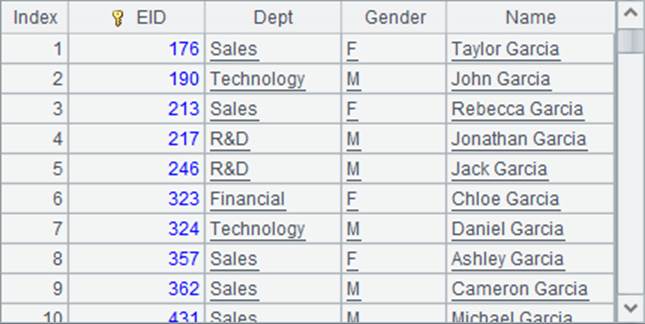 Index EID Dept Gender Name
1 176 Sales F Taylor Garcia
2 190 Technology M John Garcia
3 213 Sales F Rebecca Garcia
4 217 R&D M Jonathan Garcia
5 246 R&D M Jack Garcia
6 323 Financial F Chloe Garcia
7 324 Technology M Daniel Garcia
8 357 Sales F Ashley Garcia
9 362 Sales M Cameron Garcia
10 431 Sales M Michael Garcia